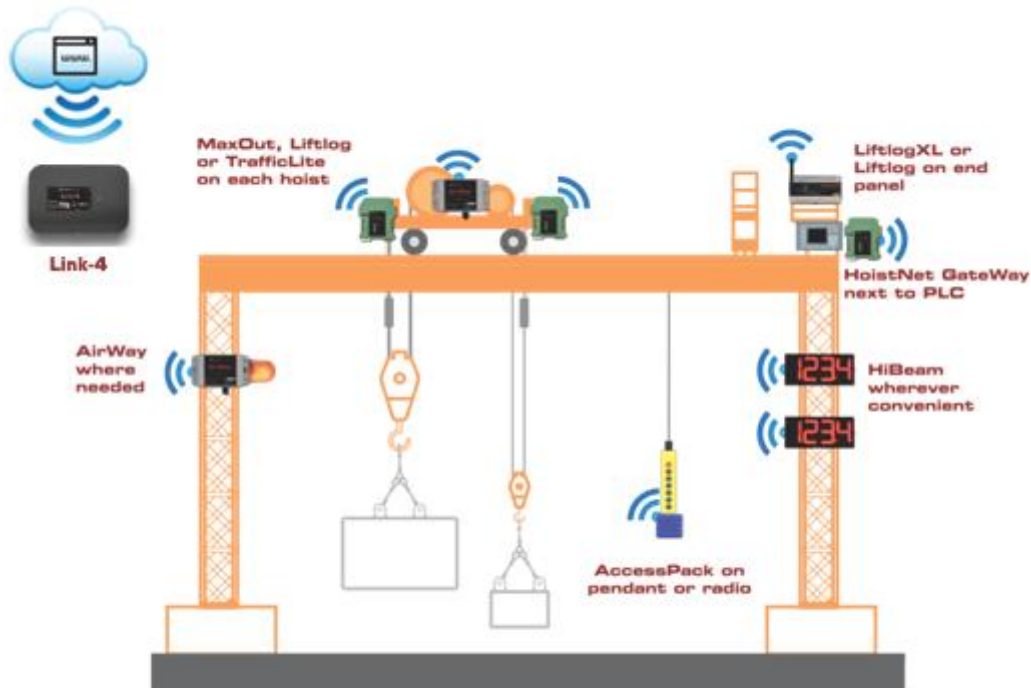 www.
MaxOut, Liftlog
or TrafficLite
on each hoist
LiftlogXL or
Liftlog on end
panel
Link-4
HoistNet GateWay
next to PLC
AirWay
where
needed
1234
HiBeam
wherever
convenient
1234
AccessPack on
pendant or radio